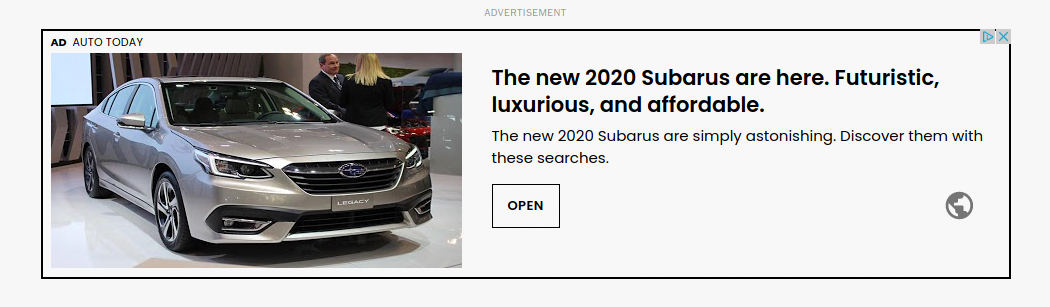 ADVERTISEMENT
AD AUTO TODAY
The new 2020 Subarus are here. Futuristic,
luxurious, and affordable.
The new 2020 Subarus are simply astonishing. Discover them with
these searches.
OPEN
LEGACY